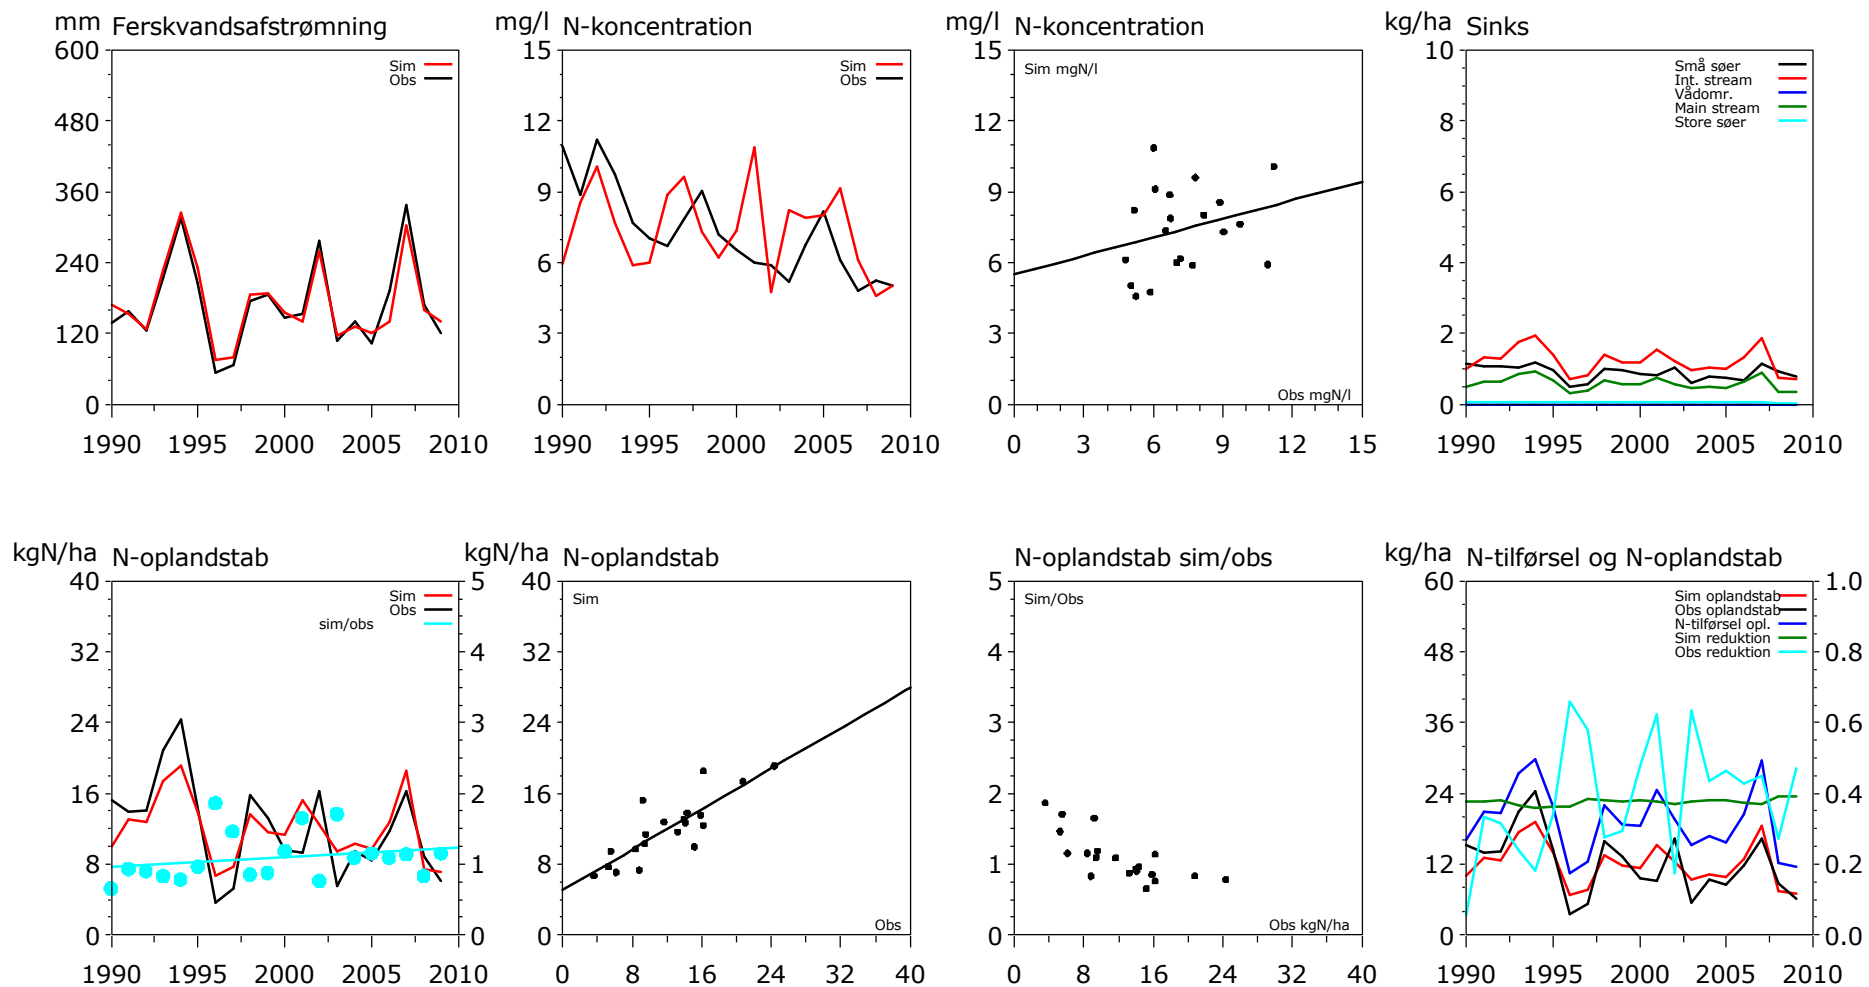 mm Ferskvandsafstrømning
600
480
360
240
120
0
1990 1995 2000 2005 2010
Sim
Obs
mg/l N-koncentration
15
12
9
6
3
0
1990 1995 2000 2005 2010
Sim
Obs
mg/l N-koncentration
15
12
9
6
3
0
0 3 6 9 12 15
Sim mgN/l
Obs mgN/l
kg/ha Sinks
10
8
6
4
2
0
1990 1995 2000 2005 2010
Små søer
Int. stream
Vådomr.
Main stream
Store søer
kgN/ha N-oplandstab
40
32
24
16
8
0
1990 1995 2000 2005 2010
5
4
3
2
1
0
Sim
Obs
sim/obs
kgN/ha N-oplandstab
40
32
24
16
8
0
0 8 16 24 32 40
Sim
Obs
N-oplandstab sim/obs
5
4
3
2
1
0
0 8 16 24 32 40
Sim/Obs
Obs kgN/ha
kg/ha N-tilførsel og N-oplandstab
60
48
36
24
12
0
1990 1995 2000 2005 2010
1.0
0.8
0.6
0.4
0.2
0.0
Sim oplandstab
Obs oplandstab
N-tilførsel opl.
Sim reduktion
Obs reduktion